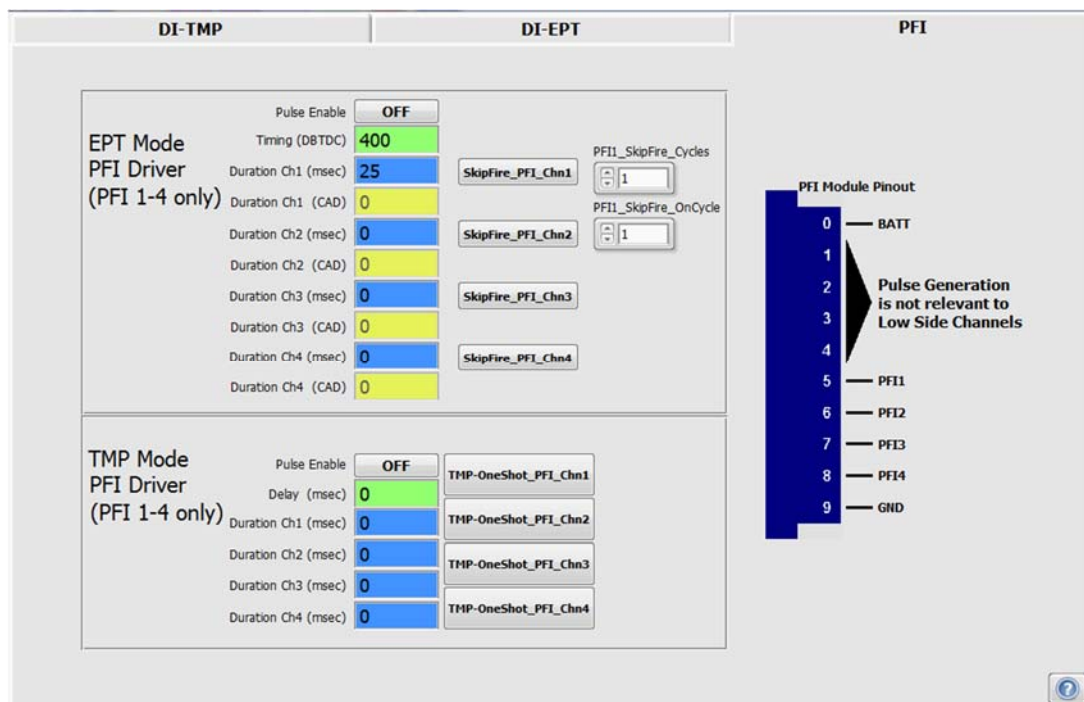 DI-TMP
DI-EPT
PFI
EPT Mode
PFI Driver
(PFI 1-4 only)
Pulse Enable OFF
Timing (DBTDC) 400
Duration Ch1 (msec) 25
Duration Ch1 (CAD) 0
Duration Ch2 (msec) 0
Duration Ch2 (CAD) 0
Duration Ch3 (msec) 0
Duration Ch3 (CAD) 0
Duration Ch4 (msec) 0
Duration Ch4 (CAD) 0
SkipFire_PFI_Chn1
SkipFire_PFI_Chn2
SkipFire_PFI_Chn3
SkipFire_PFI_Chn4
PFI1_SkipFire_Cycles
1
PFI1_SkipFire_OnCycle
1
TMP Mode
PFI Driver
(PFI 1-4 only)
Pulse Enable OFF
Delay (msec) 0
Duration Ch1 (msec) 0
Duration Ch2 (msec) 0
Duration Ch3 (msec) 0
Duration Ch4 (msec) 0
TMP-OneShot_PFI_Chn1
TMP-OneShot_PFI_Chn2
TMP-OneShot_PFI_Chn3
TMP-OneShot_PFI_Chn4
PFI Module Pinout
0 BATT
1
2
3
4
Pulse Generation
is not relevant to
Low Side Channels
5 PFI1
6 PFI2
7 PFI3
8 PFI4
9 GND
?